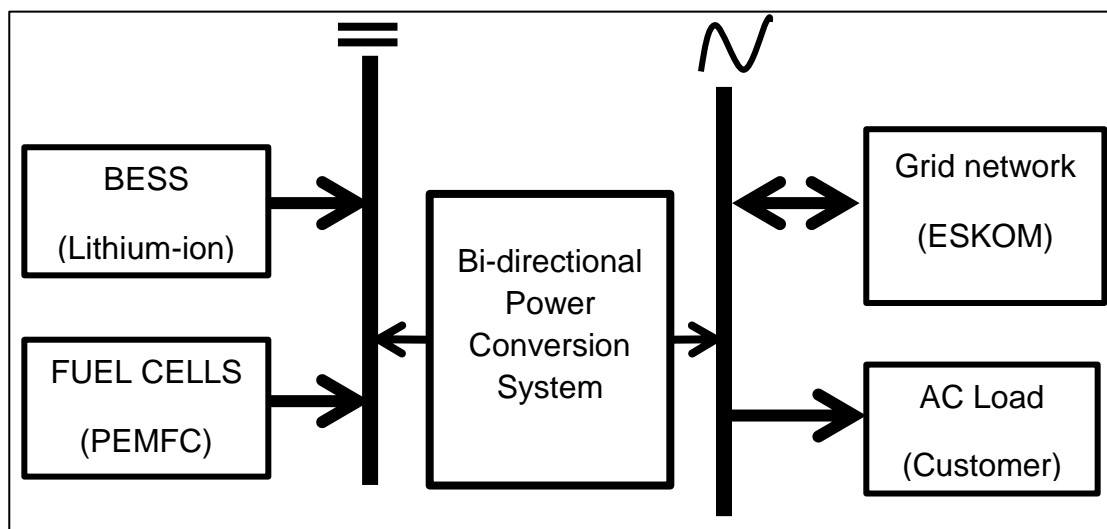 BESS
(Lithium-ion)
FUEL CELLS
(PEMFC)
Bi-directional
Power
Conversion
System
Grid network
(ESKOM)
AC Load
(Customer)